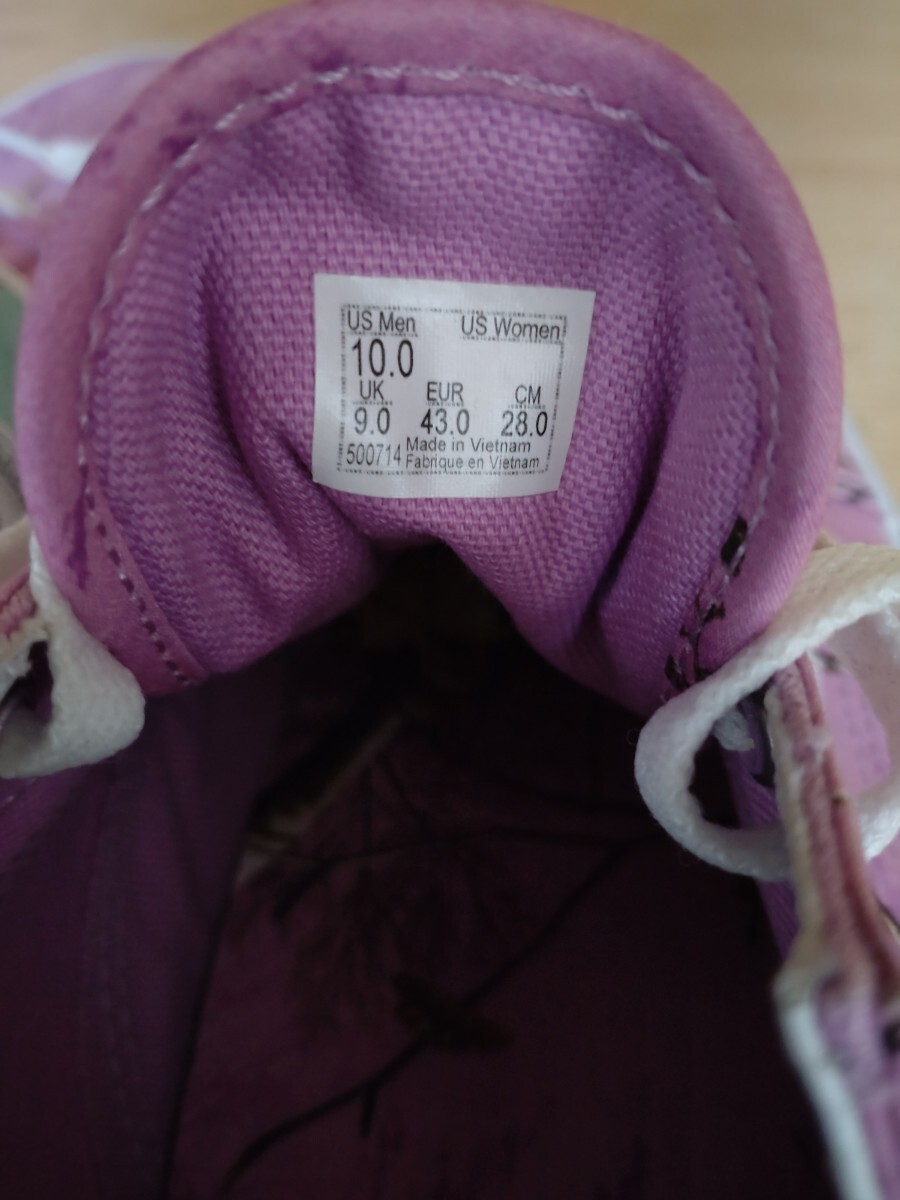 US Men US Women
10.0
UK EUR CM
9.0 43.0 28.0
500714 Made in Vietnam
Fabrique en Vietnam